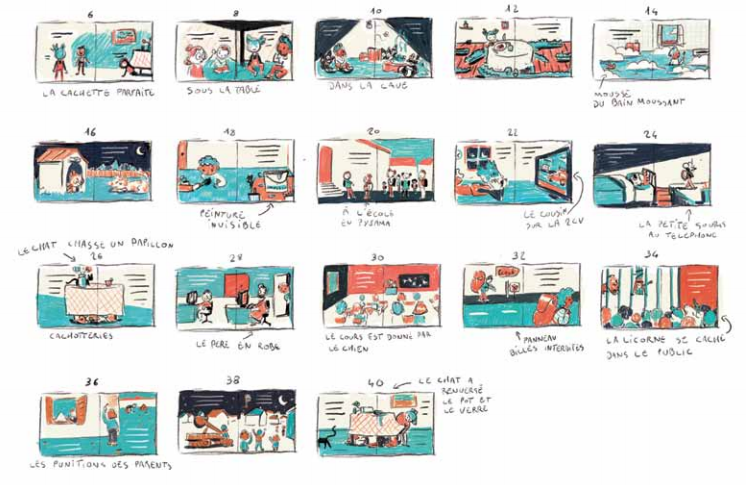 6
8
10
12
14
LA CACHETTE PARFAITE
SOUS LA TABLE
DANS LA CAVE
MOUSSE
DU BAIN MOUSSANT
16
18
20
22
24
PEINTURE
INVISIBLE
À L'ÉCOLE
EN PYJAMA
LE COUSIN
SUR LA 2CV
LA PETITE SOURIS
AU TELEPHONE
LE CHAT CHASSE UN PAPILLON
26
28
30
32
34
CACHOTTERIES
LE PERE EN ROBE
LE COURS EST DONNÉ PAR
LE CHIEN
PANNEAU
BILLES INTERDITES
LA LICORNE SE CACHE
DANS LE PUBLIC
36
38
40
LE CHAT A
RENVERSÉ
LE POT ET
LE VERRE
LES PUNITIONS DES PARENTS